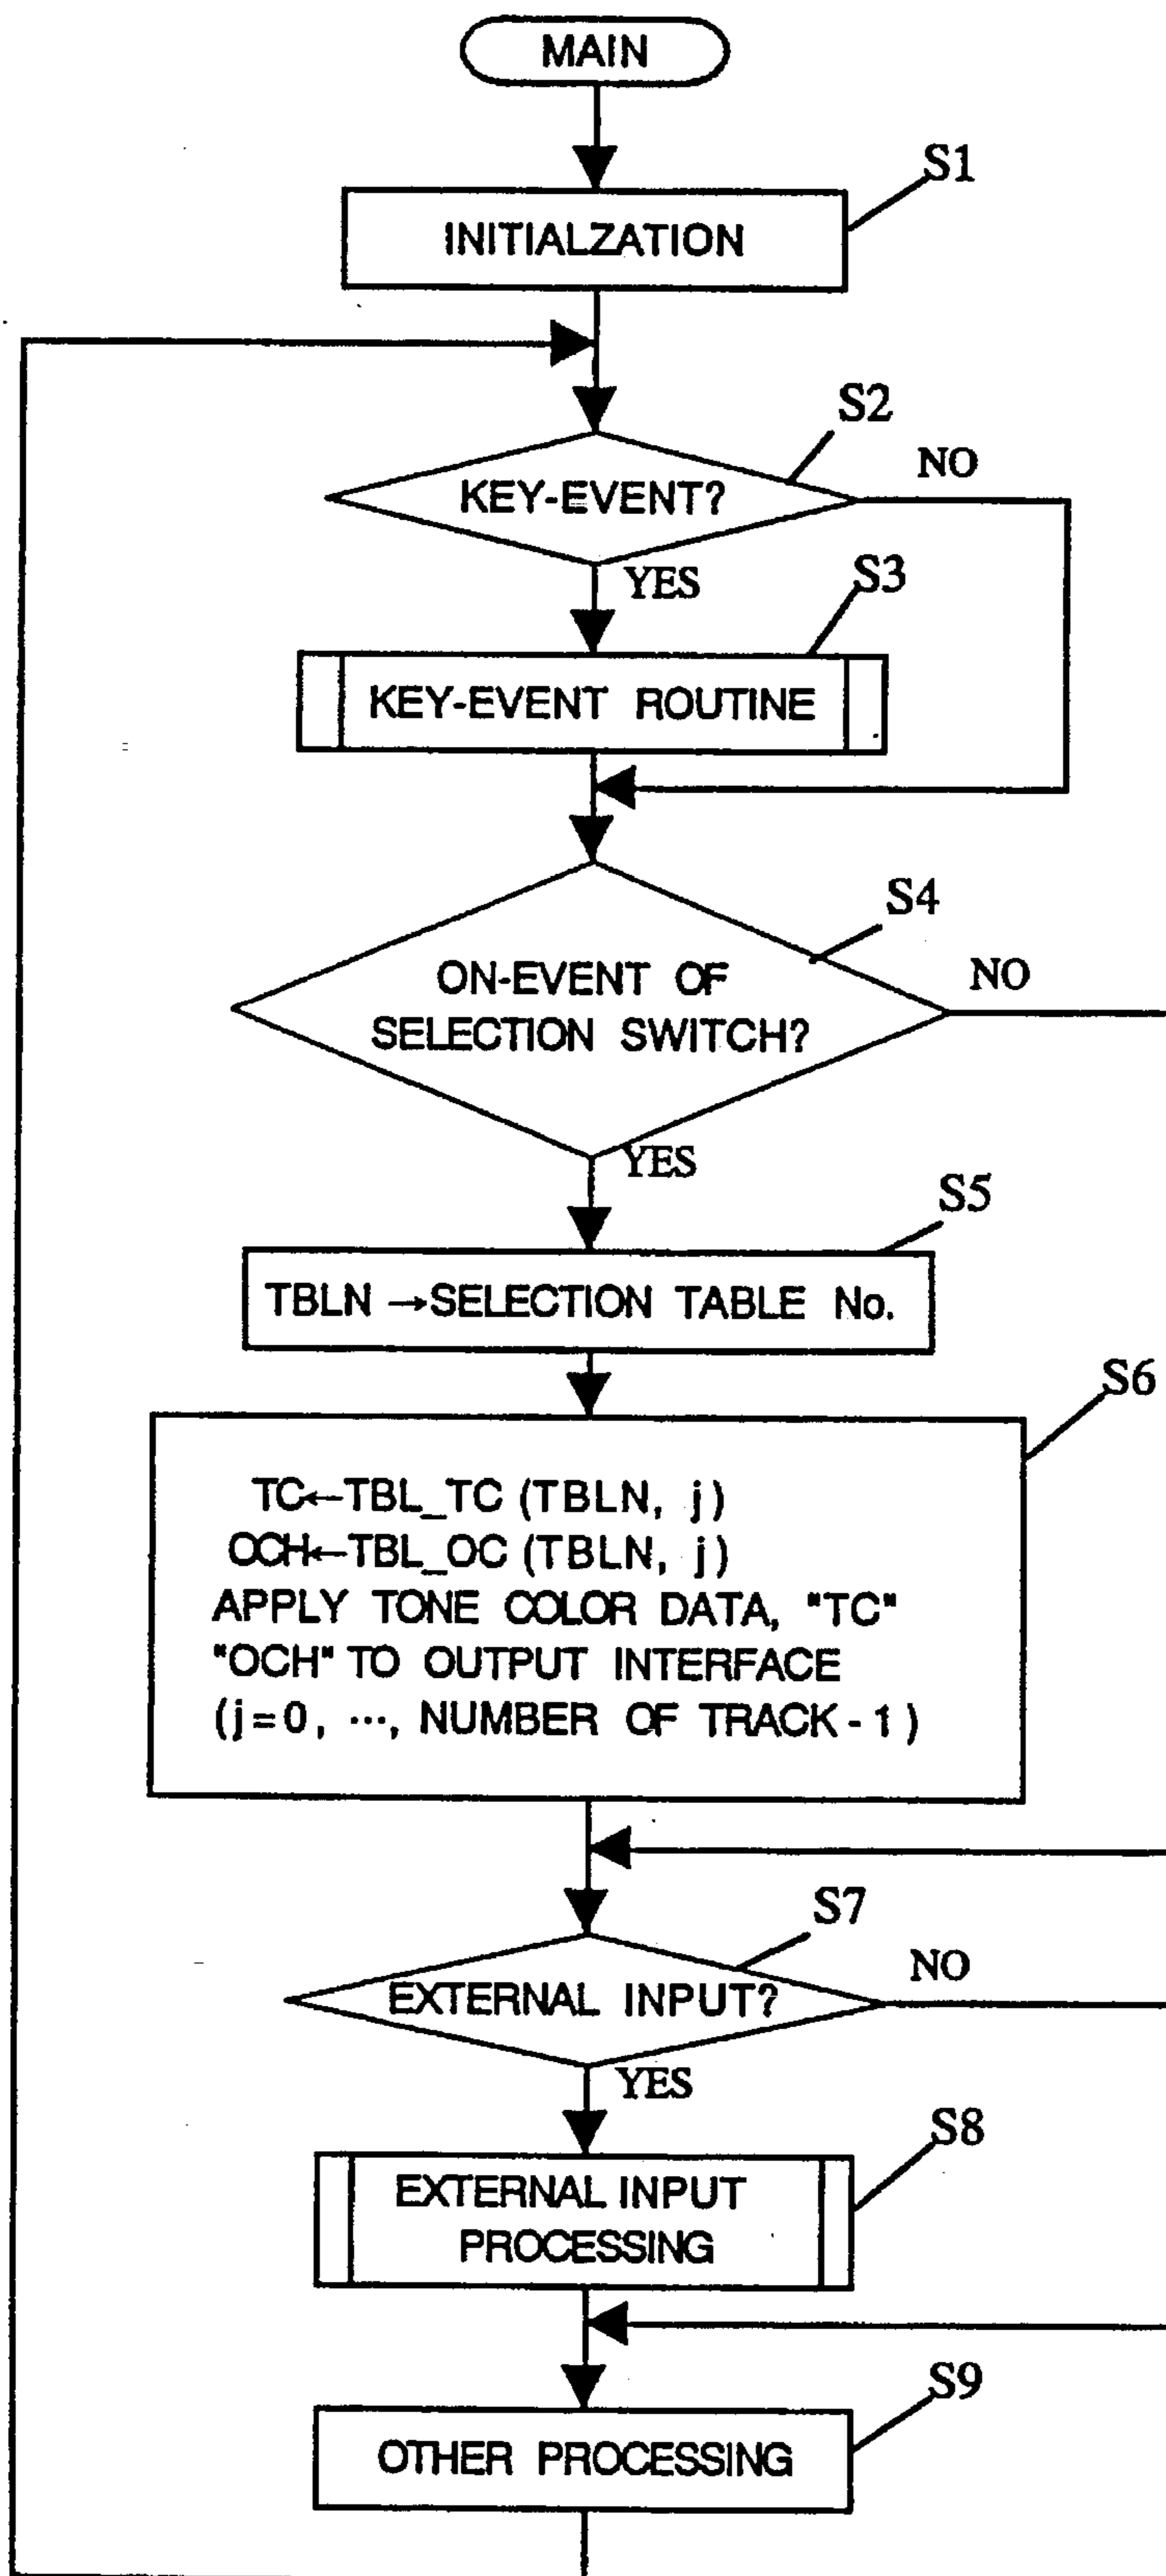 MAIN
S1
INITIALZATION
S2
NO
KEY-EVENT?
YES
S3
KEY-EVENT ROUTINE
S4
NO
ON-EVENT OF
SELECTION SWITCH?
YES
S5
TBLN →SELECTION TABLE No.
S6
TC←TBL_TC (TBLN, j)
OCH←TBL_OC (TBLN, j)
APPLY TONE COLOR DATA, "TC"
"OCH" TO OUTPUT INTERFACE
(j=0, ···, NUMBER OF TRACK-1)
S7
NO
EXTERNAL INPUT?
YES
S8
EXTERNAL INPUT
PROCESSING
S9
OTHER PROCESSING